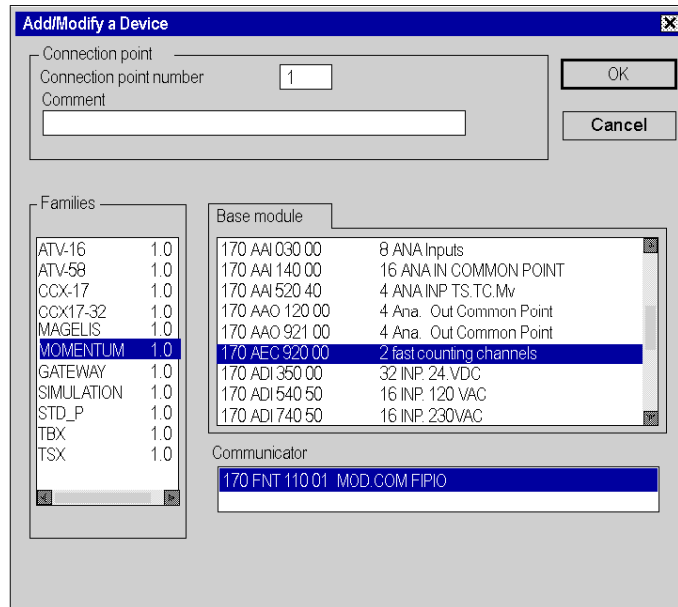 Add/Modify a Device
Connection point
Connection point number 1
Comment
OK
Cancel
Families
ATV-16 1.0
ATV-58 1.0
CCX-17 1.0
CCX17-32 1.0
MAGELIS 1.0
MOMENTUM 1.0
GATEWAY 1.0
SIMULATION 1.0
STD_P 1.0
TBX 1.0
TSX 1.0
Base module
170 AAI 030 00 8 ANA Inputs
170 AAI 140 00 16 ANA IN COMMON POINT
170 AAI 520 40 4 ANA INP TS.TC.Mv
170 AAO 120 00 4 Ana. Out Common Point
170 AAO 921 00 4 Ana. Out Common Point
170 AEC 920 00 2 fast counting channels
170 ADI 350 00 32 INP. 24.VDC
170 ADI 540 50 16 INP. 120 VAC
170 ADI 740 50 16 INP. 230VAC
Communicator
170 FNT 110 01 MOD.COM FIPIO